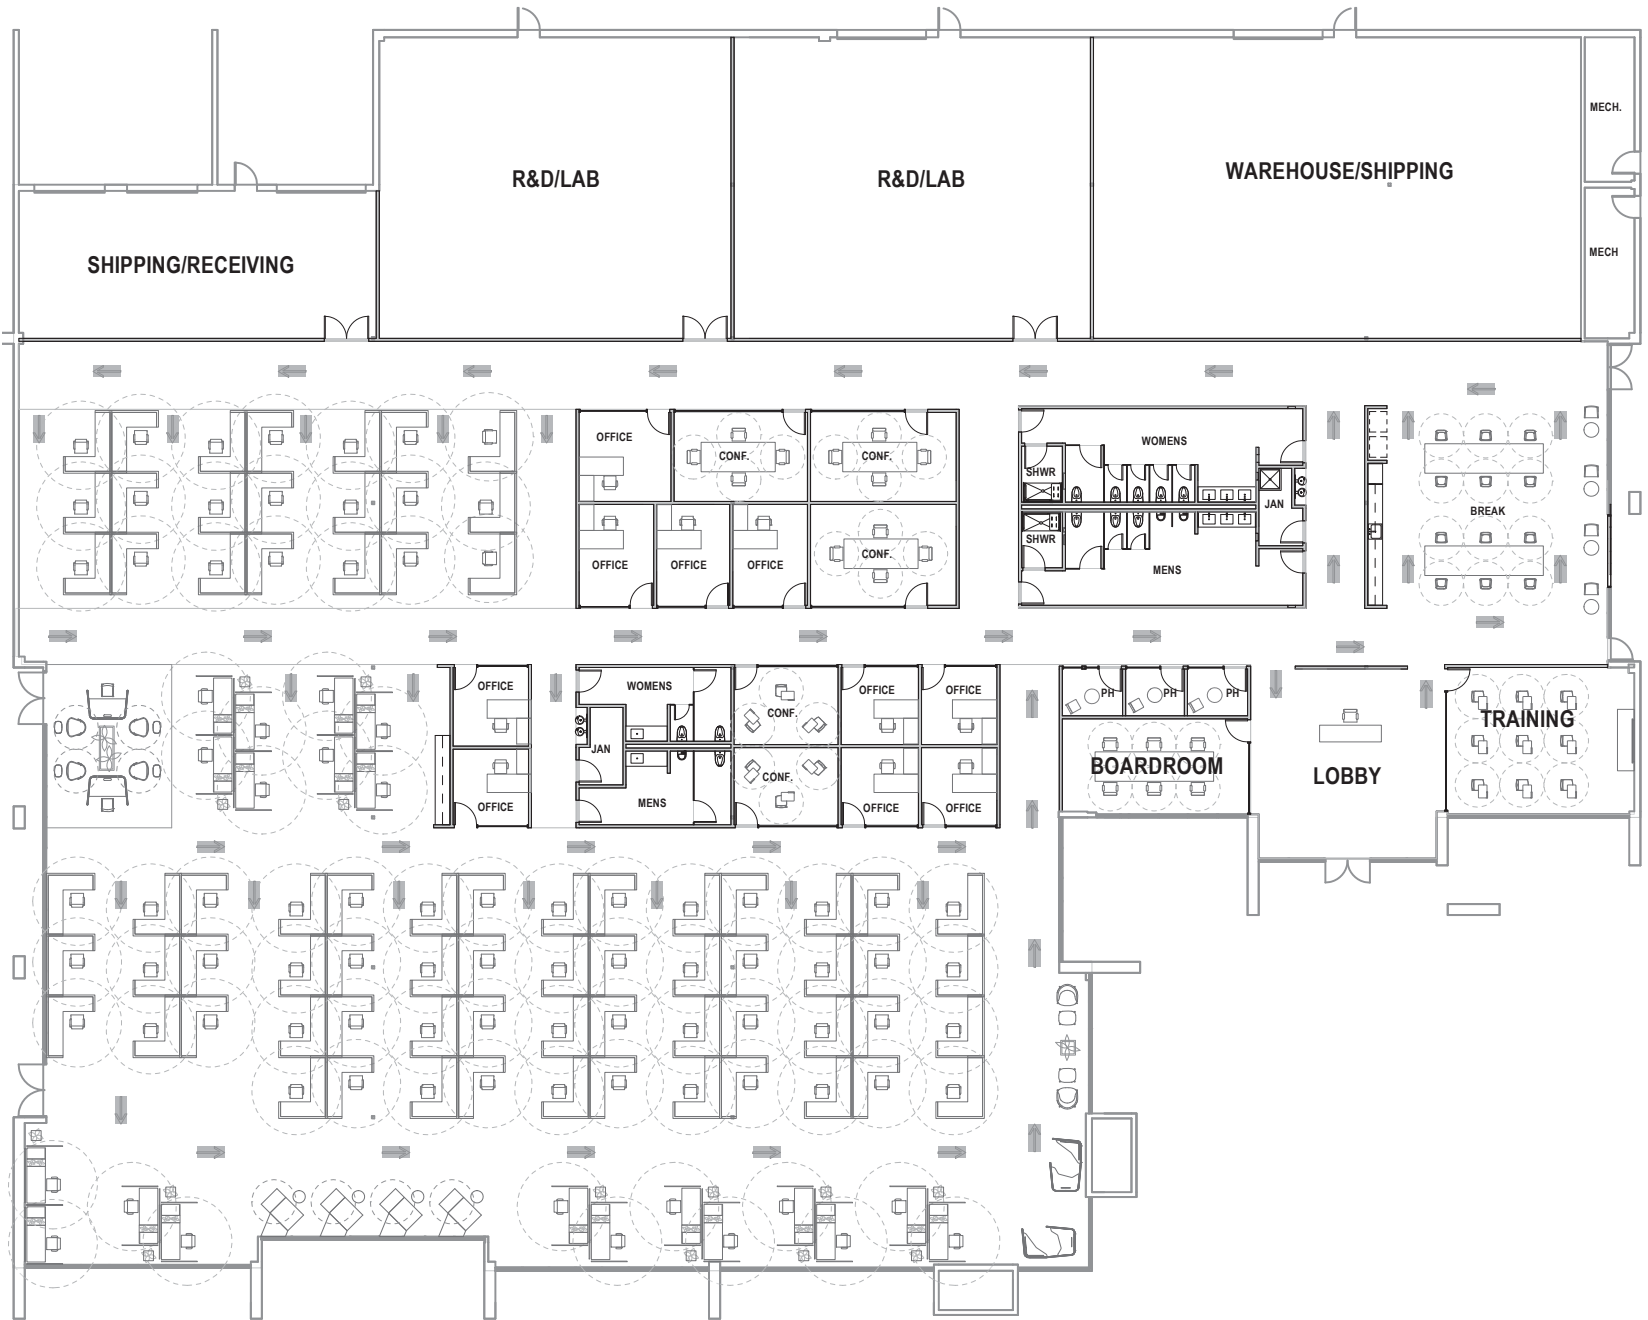 MECH.
R&D/LAB
R&D/LAB
WAREHOUSE/SHIPPING
SHIPPING/RECEIVING
MECH
OFFICE
CONF.
CONF.
WOMENS
SHWR
JAN
BREAK
SHWR
OFFICE
OFFICE
OFFICE
CONF.
MENS
OFFICE
WOMENS
CONF.
OFFICE
OFFICE
PH
PH
PH
TRAINING
JAN
CONF.
BOARDROOM
LOBBY
OFFICE
MENS
OFFICE
OFFICE